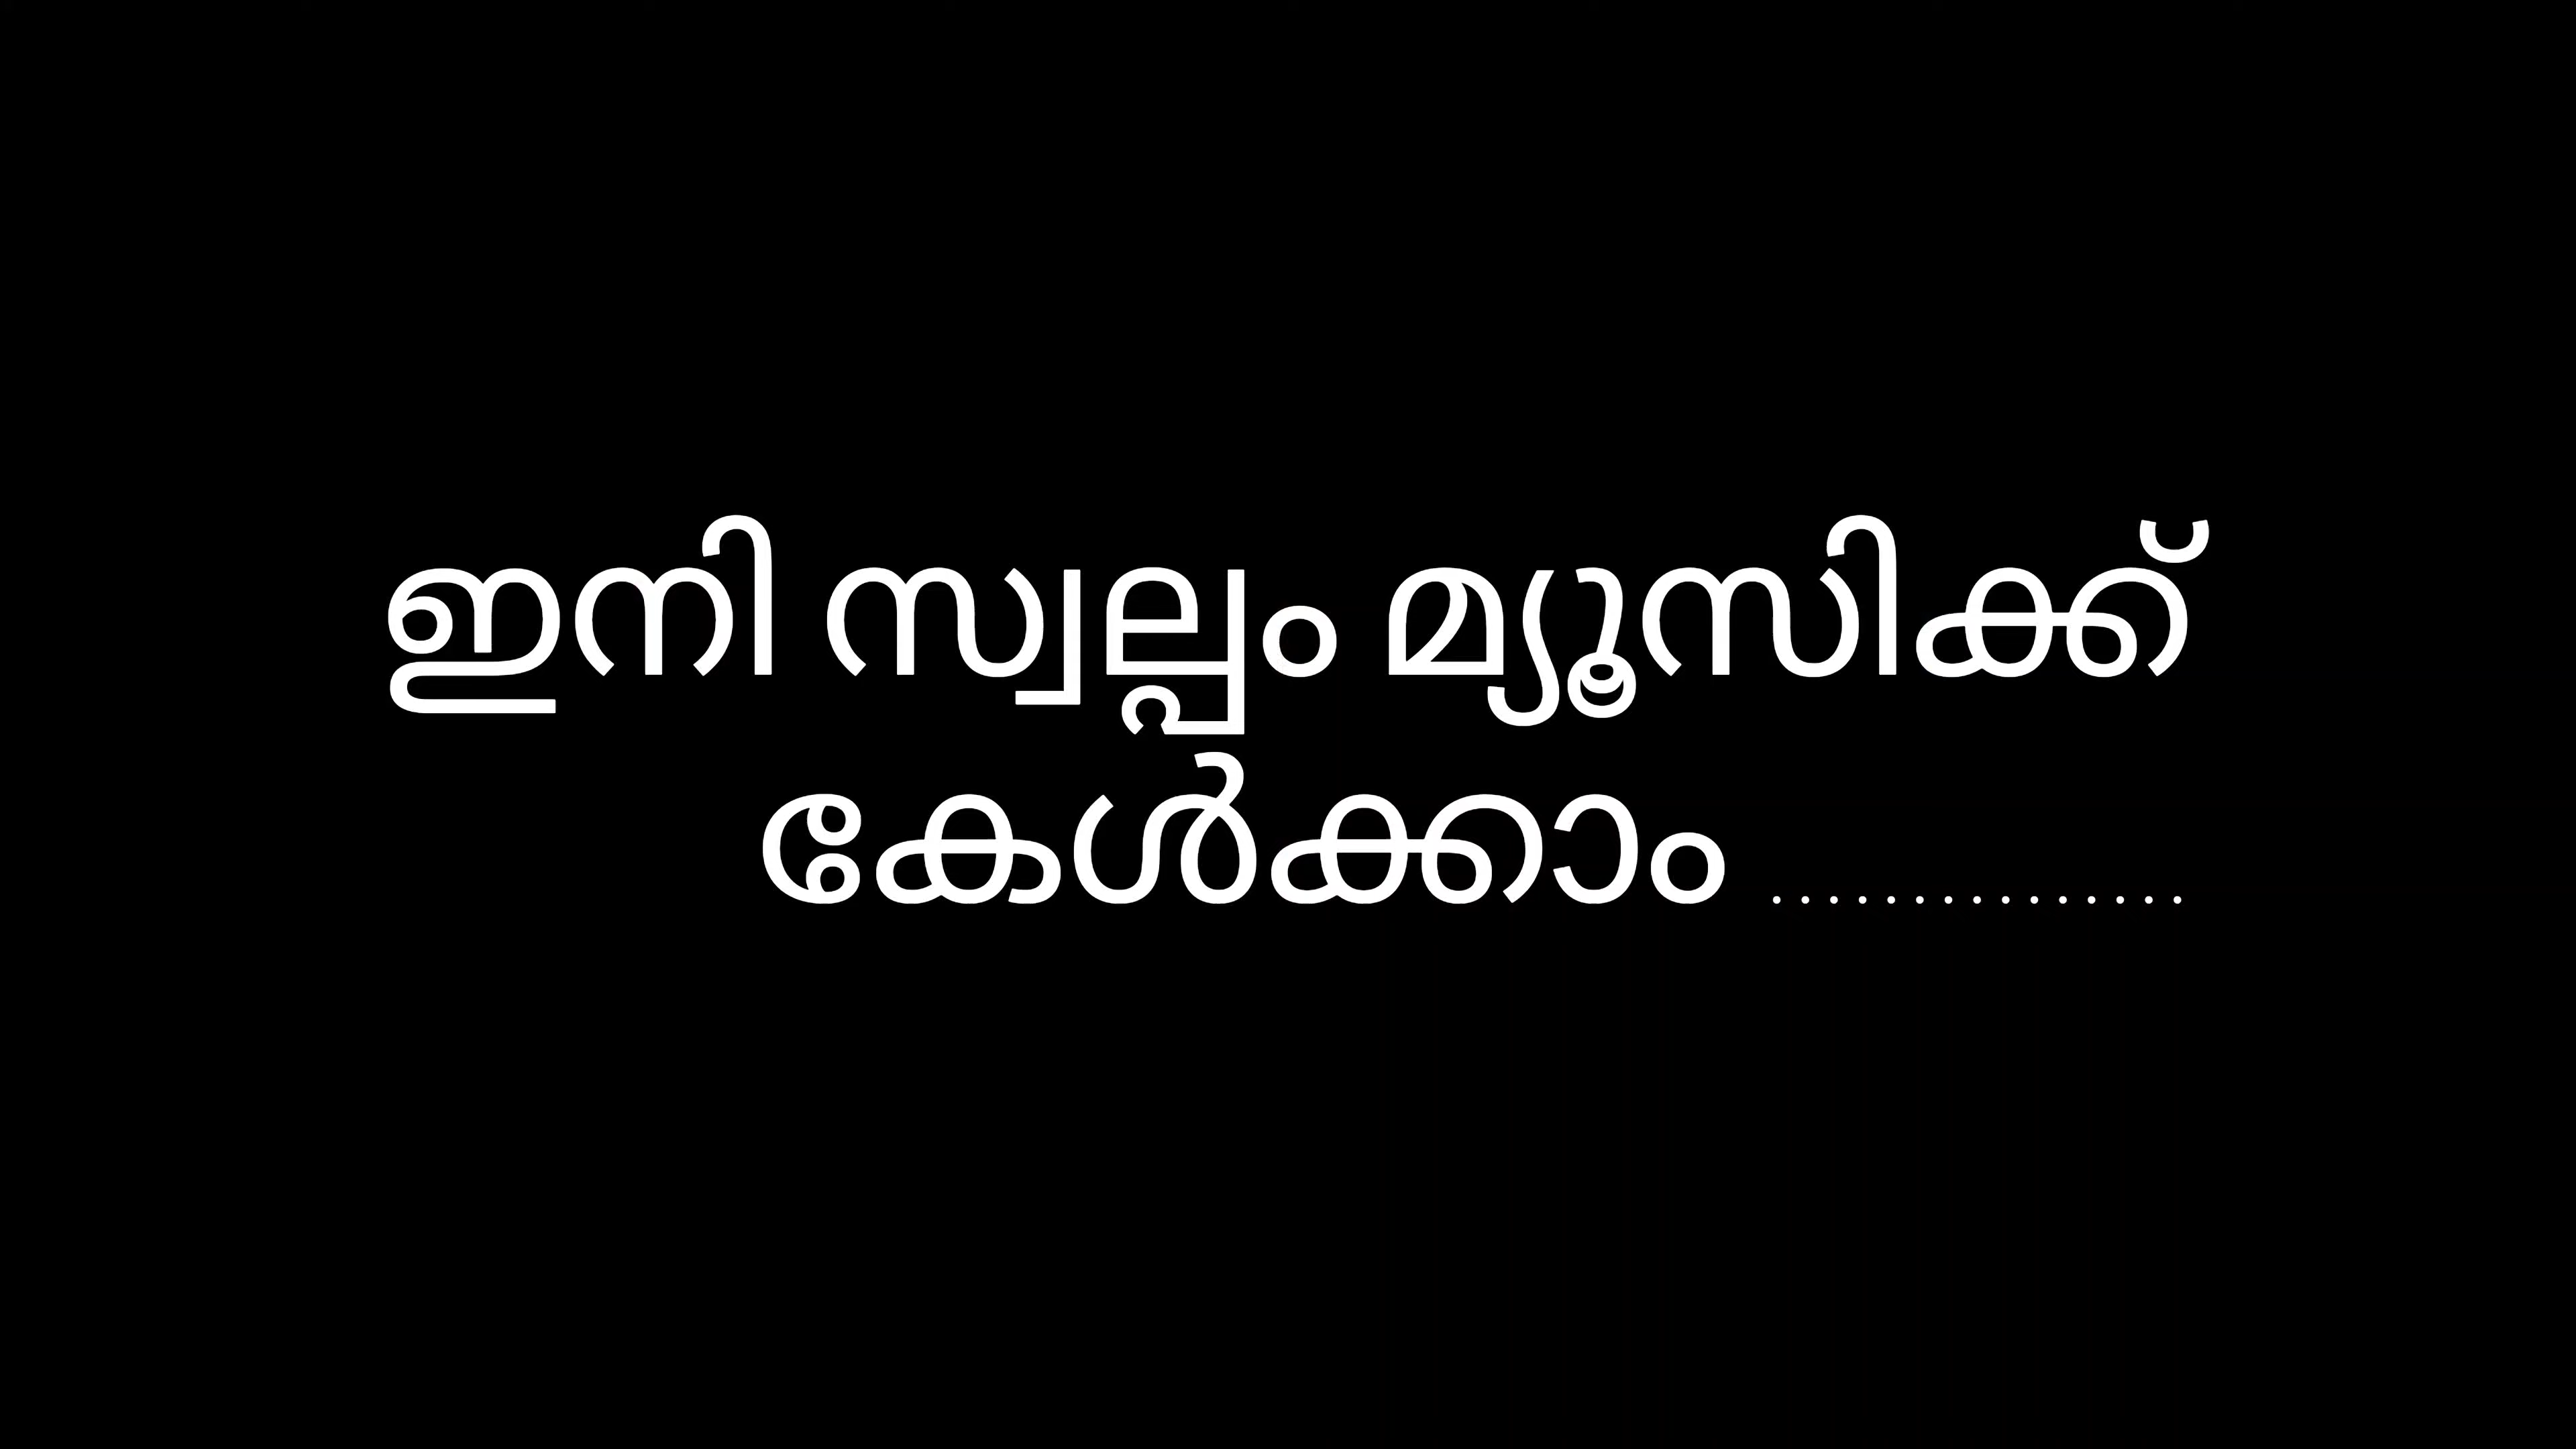 ഇനി സ്വല്പം മ്യൂസിക്ക്
കേൾക്കാം ...............